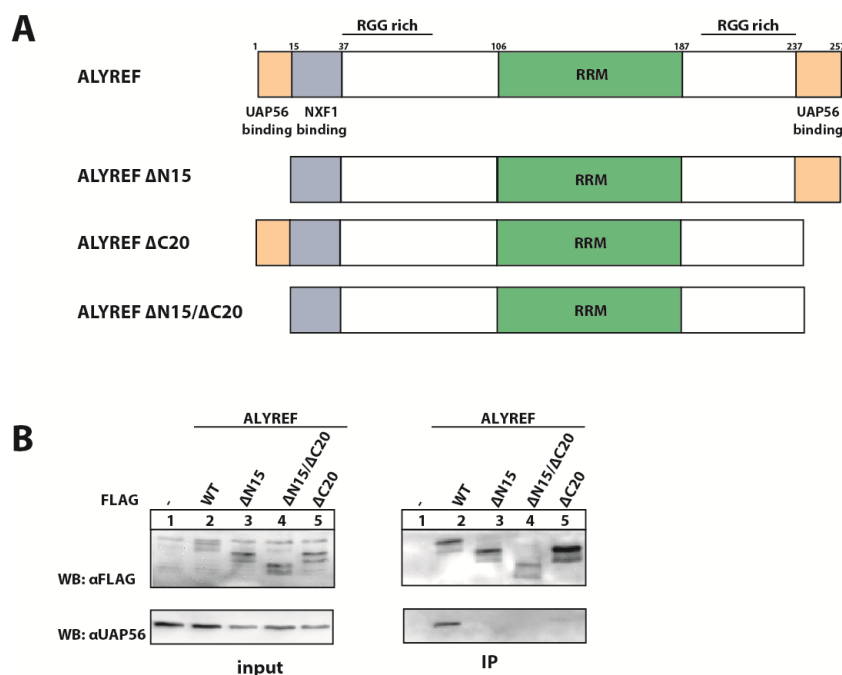 A
RGG rich RGG rich
1 15 37 106 187 237 257
ALYREF RRM
UAP56 NXF1 UAP56
binding binding binding
ALYREF ΔN15 RRM
ALYREF ΔC20 RRM
ALYREF ΔN15/ΔC20 RRM
B
ALYREF ALYREF
FLAG - WT ΔN15 ΔN15/ΔC20 ΔC20 - WT ΔN15 ΔN15/ΔC20 ΔC20
1 2 3 4 5 1 2 3 4 5
WB: αFLAG
WB: αUAP56
input IP